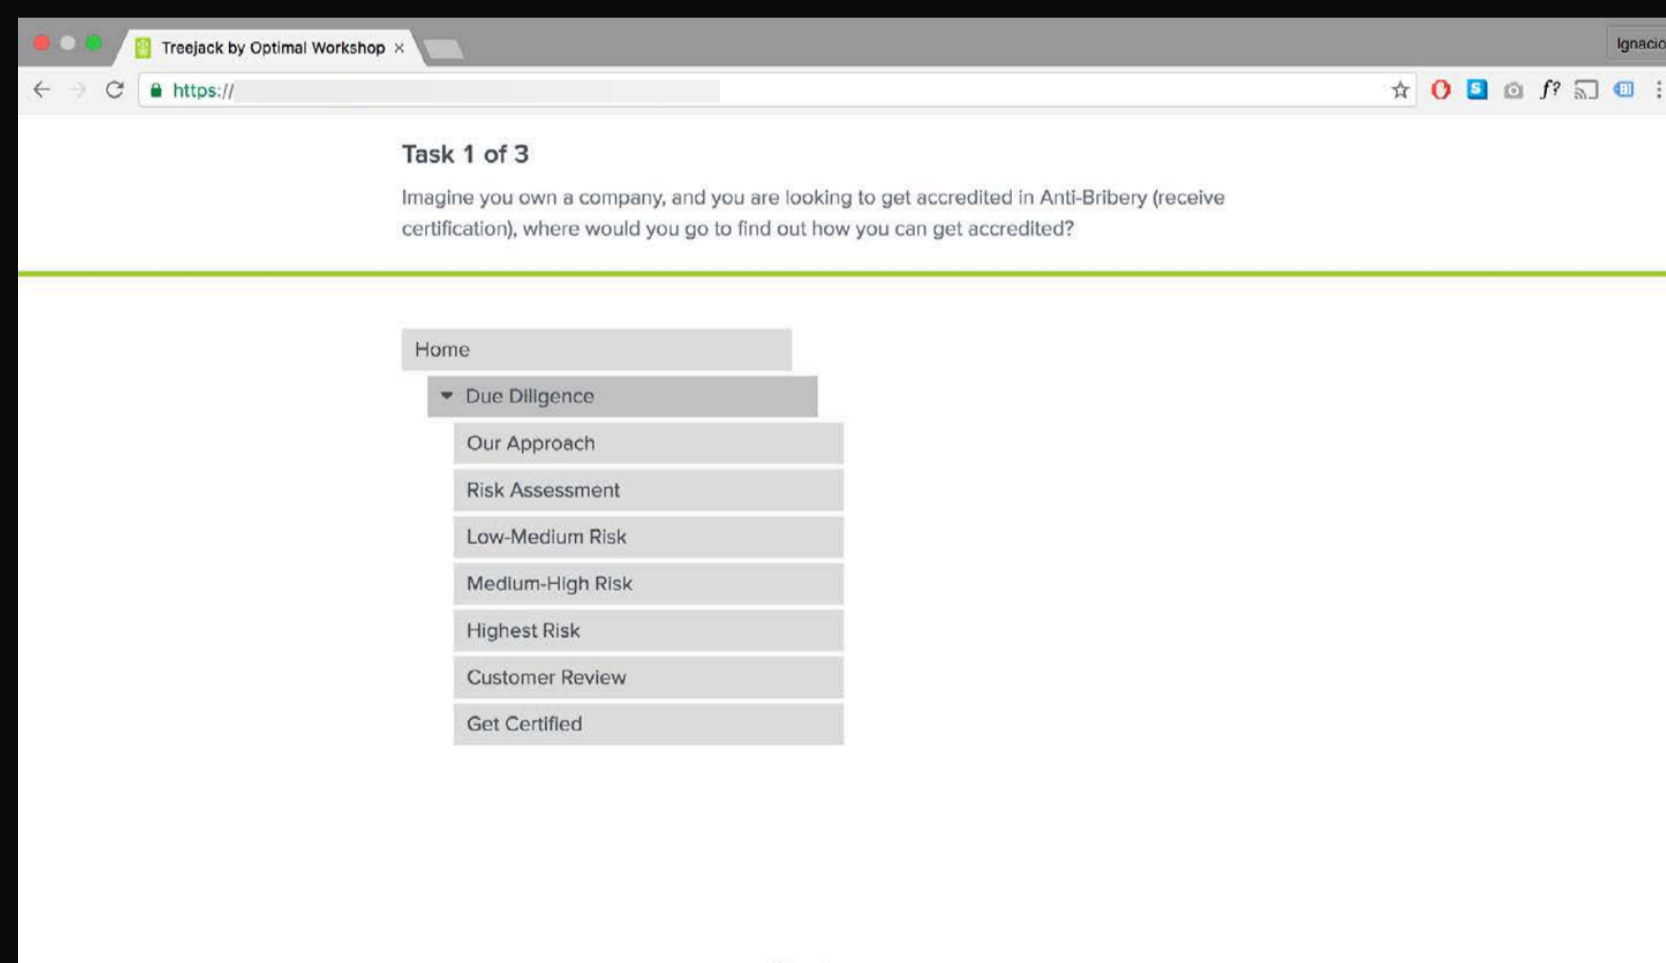 Treejack by Optimal Workshop
Ignacio
https://
Task 1 of 3
Imagine you own a company, and you are looking to get accredited in Anti-Bribery (receive
certification), where would you go to find out how you can get accredited?
Home
Due Diligence
Our Approach
Risk Assessment
Low-Medium Risk
Medium-High Risk
Highest Risk
Customer Review
Get Certified